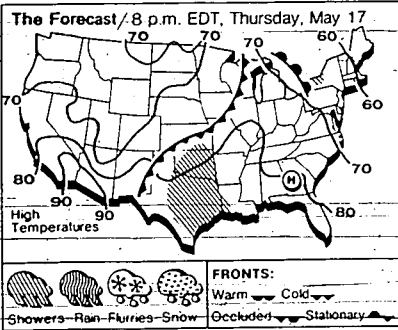 The Forecast/8 p.m. EDT, Thursday, May 17
70 70 70 60
70 60
70
80
90
90
H
80
High
Temperatures
Showers Rain Flurries Snow
FRONTS:
Warm Cold
Occluded Stationary